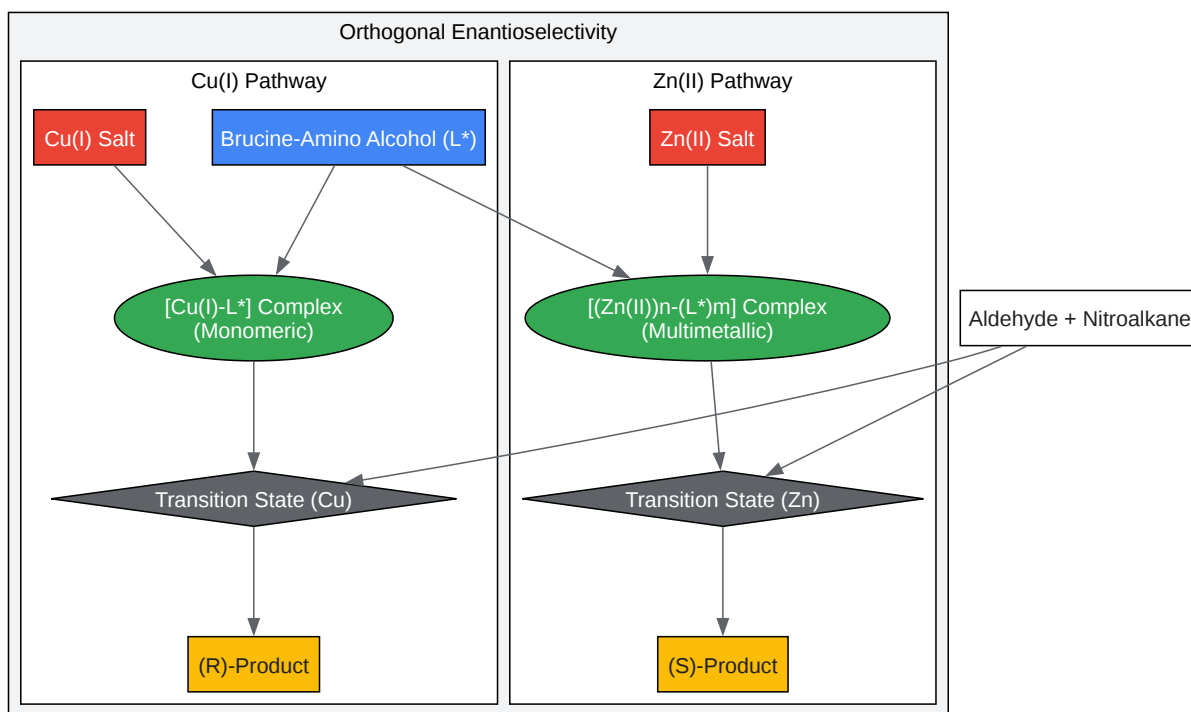 Orthogonal Enantioselectivity
Cu(I) Pathway
Zn(II) Pathway
Cu(I) Salt
Brucine-Amino Alcohol (L*)
Zn(II) Salt
[Cu(I)-L*] Complex
(Monomeric)
[(Zn(II))n-(L*)m] Complex
(Multimetallic)
Aldehyde + Nitroalkane
Transition State (Cu)
Transition State (Zn)
(R)-Product
(S)-Product